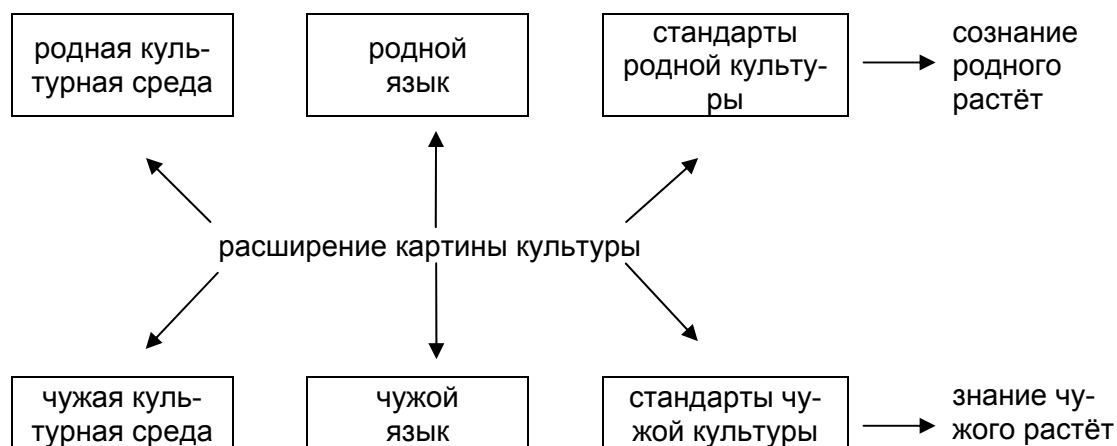 родная куль-
турная среда
родной
язык
стандарты
родной культу-
ры
сознание
родного
растёт
расширение картины культуры
чужая куль-
турная среда
чужой
язык
стандарты чу-
жой культуры
знание чу-
жого растёт